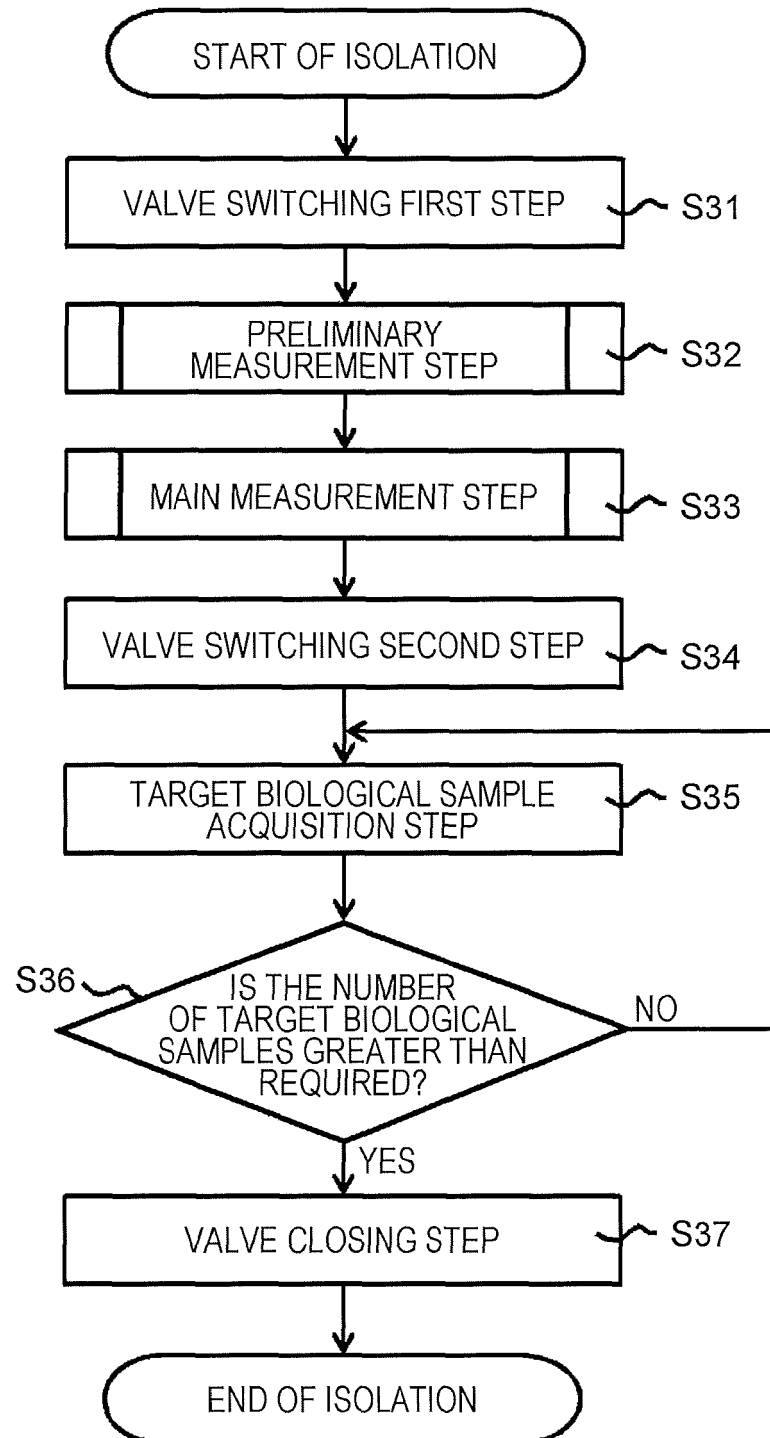 START OF ISOLATION
VALVE SWITCHING FIRST STEP
S31
PRELIMINARY
MEASUREMENT STEP
S32
MAIN MEASUREMENT STEP
S33
VALVE SWITCHING SECOND STEP
S34
TARGET BIOLOGICAL SAMPLE
ACQUISITION STEP
S35
S36
IS THE NUMBER
OF TARGET BIOLOGICAL
SAMPLES GREATER THAN
REQUIRED?
NO
YES
VALVE CLOSING STEP
S37
END OF ISOLATION